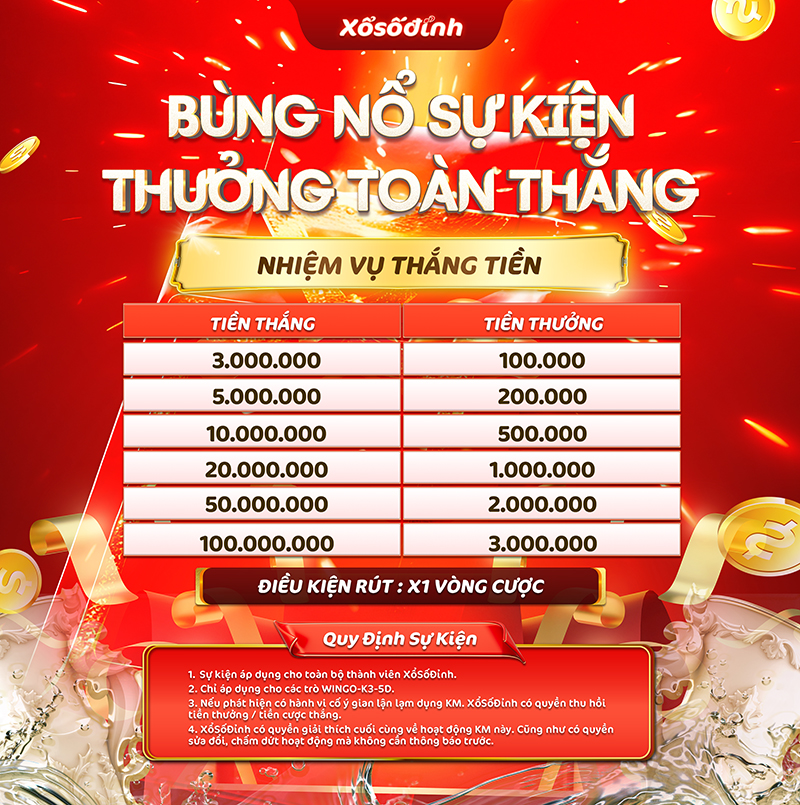 XổSốĐỉnh
BÙNG NỔ SỰ KIỆN
THƯỞNG TOÀN THẮNG
NHIỆM VỤ THẮNG TIỀN
TIỀN THẮNG TIỀN THƯỞNG
3.000.000 100.000
5.000.000 200.000
10.000.000 500.000
20.000.000 1.000.000
50.000.000 2.000.000
100.000.000 3.000.000
ĐIỀU KIỆN RÚT : X1 VÒNG CƯỢC
Quy Định Sự Kiện
1. Sự kiện áp dụng cho toàn bộ thành viên XổSốĐỉnh.
2. Chỉ áp dụng cho các trò WINGO-K3-5D.
3. Nếu phát hiện có hành vi cố ý gian lận lạm dụng KM. XổSốĐỉnh có quyền thu hồi
tiền thưởng / tiền cược thắng.
4. XổSốĐỉnh có quyền giải thích cuối cùng về hoạt động KM này. Cũng như có quyền
sửa đổi, chấm dứt hoạt động mà không cần thông báo trước.